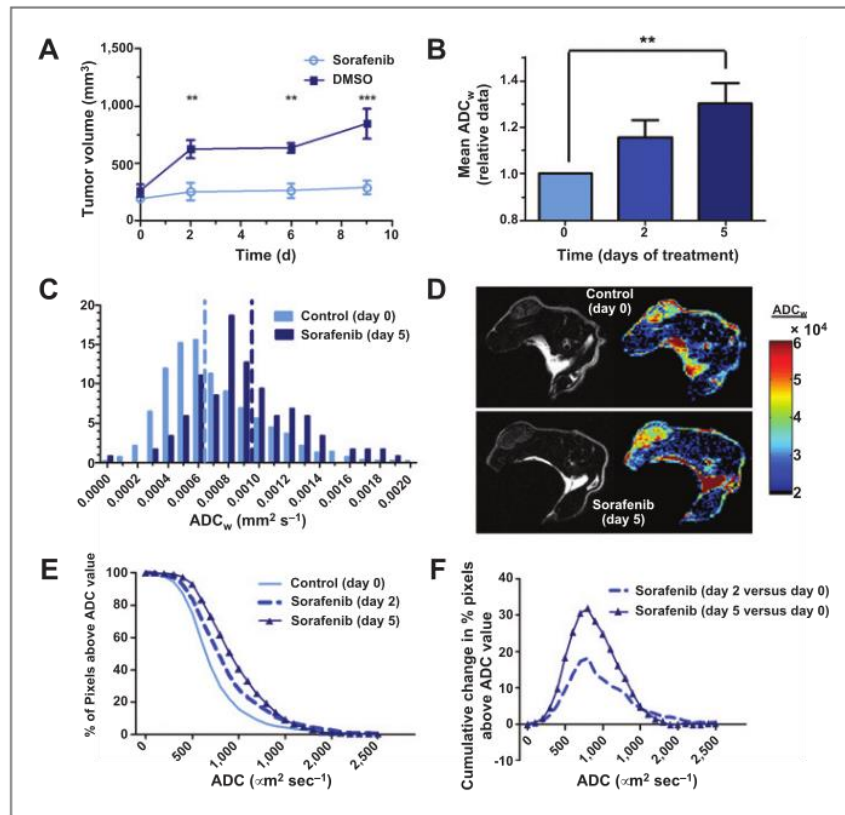 A
Tumor volume (mm³)
1,500
1,000
500
0
Sorafenib
DMSO
**
**
***
0 2 4 6 8 10
Time (d)
B
Mean ADCw
(relative data)
1.4
1.2
1.0
0.8
**
0 2 5
Time (days of treatment)
C
20
15
10
5
0
Control (day 0)
Sorafenib (day 5)
0.0000 0.0002 0.0004 0.0006 0.0008 0.0010 0.0012 0.0014 0.0016 0.0018 0.0020
ADCw (mm² s⁻¹)
D
Control
(day 0)
Sorafenib
(day 5)
ADCw
× 10⁴
6
5
4
3
2
E
% of Pixels above ADC value
100
80
60
40
20
0
Control (day 0)
Sorafenib (day 2)
Sorafenib (day 5)
0 500 1,000 1,500 2,000 2,500
ADC (∝m² sec⁻¹)
F
Cumulative change in % pixels
above ADC value
40
30
20
10
0
-10
Sorafenib (day 2 versus day 0)
Sorafenib (day 5 versus day 0)
0 500 1,000 1,500 2,000 2,500
ADC (∝m² sec⁻¹)